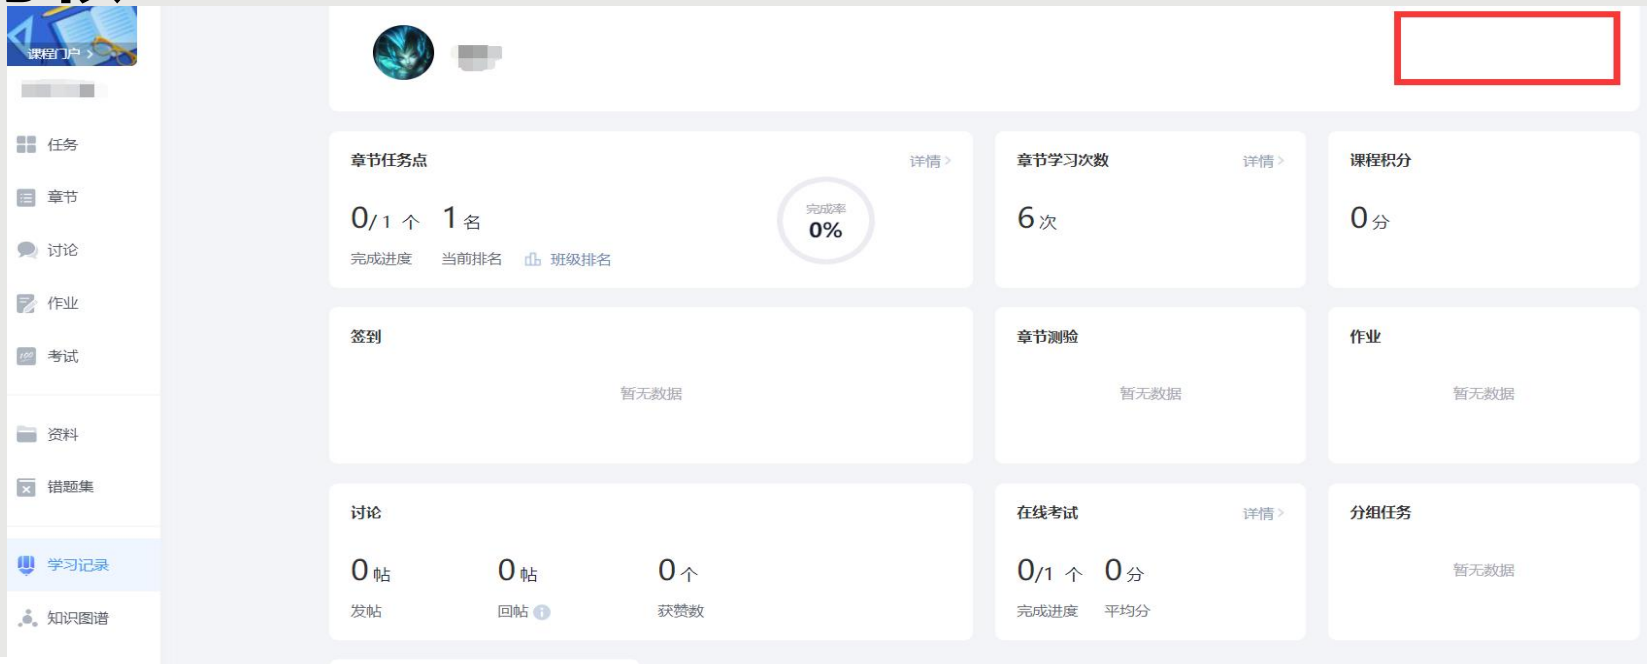 课程门户 >
任务
章节
讨论
作业
考试
资料
错题集
学习记录
知识图谱
章节任务点 详情 >
0/ 1 个 1 名
完成进度 当前排名 班级排名
完成率
0%
章节学习次数 详情 >
6 次
课程积分
0 分
签到
暂无数据
章节测验
暂无数据
作业
暂无数据
讨论
0 帖 0 帖 0 个
发帖 回帖 获赞数
在线考试 详情 >
0/1 个 0 分
完成进度 平均分
分组任务
暂无数据